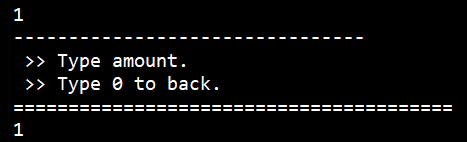 1
--------------------------------
>> Type amount.
>> Type 0 to back.
========================================
1